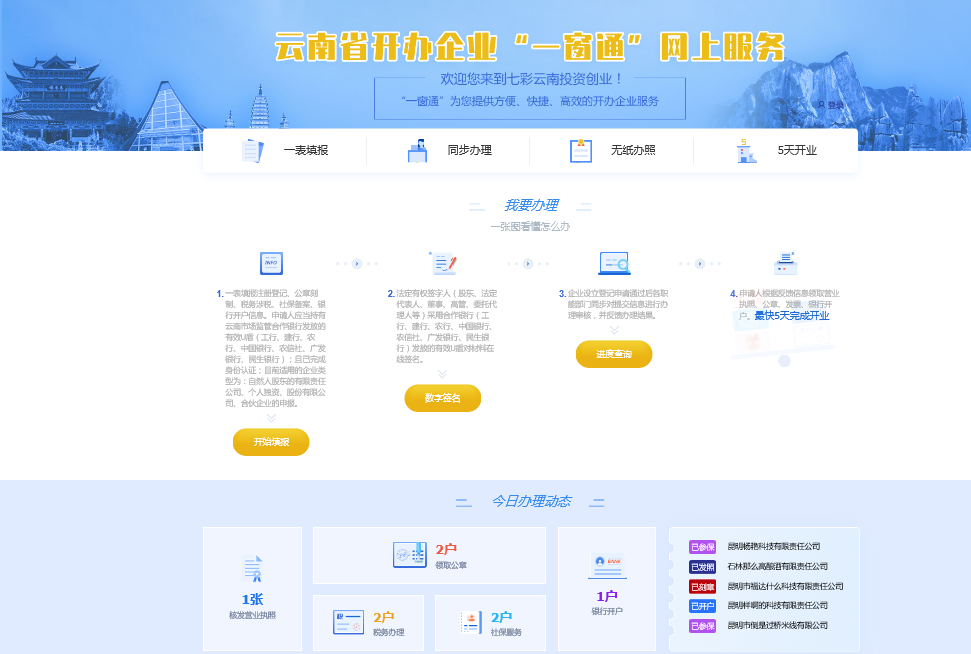 云南省开办企业“一窗通”网上服务
欢迎您来到七彩云南投资创业！
“一窗通”为您提供方便、快捷、高效的开办企业服务
登录
一表填报
同步办理
无纸办照
5天开业
我要办理
一张图看懂怎么办
1.一表填报注册登记、公章刻
制、税务涉税、社保备案、银
行开户信息。申请人应当持有
云南市场监管合作银行发放的
有效U盾（工行、建行、农
行、中国银行、农信社、广发
银行、民生银行）；且已完成
身份认证；目前适用的企业类
型为：自然人股东的有限责任
公司、个人独资、股份有限公
司、合伙企业的申报。
开始填报
2.法定有权签字人（股东、法定
代表人、董事、高管、委托代
理人等）采用合作银行（工
行、建行、农行、中国银行、
农信社、广发银行、民生银
行）发放的有效U盾对材料在
线签名。
数字签名
3.企业设立登记申请通过后各职
能部门同步对提交信息进行办
理审核，并反馈办理结果。
进度查询
4.申请人根据反馈信息领取营业
执照、公章、发票、银行开
户。最快5天完成开业
今日办理动态
1张
核发营业执照
2户
领取公章
2户
税务办理
2户
社保服务
1户
银行开户
已参保 昆明杨艳科技有限责任公司
已发照 石林那么高酿酒有限责任公司
已刻章 昆明市福达什么科技有限责任公司
已开户 昆明样啊的科技有限责任公司
已参保 昆明市倒是过桥米线有限公司